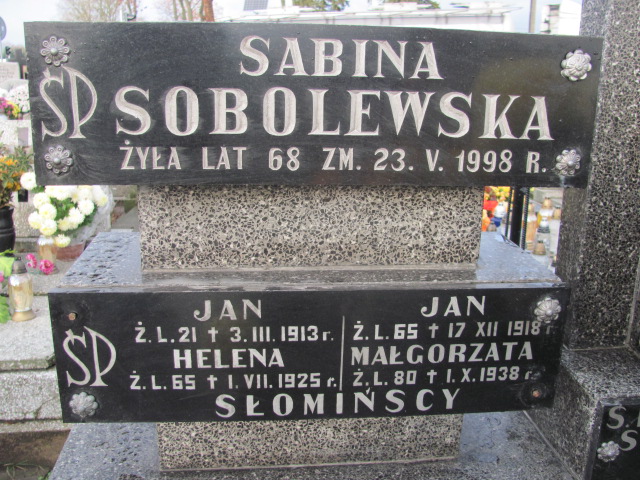 ŚP SABINA
SOBOLEWSKA
ŻYŁA LAT 68 ZM. 23. V. 1998 R.
ŚP
JAN
Ż. L. 21 † 3. III. 1913 r.
HELENA
Ż. L. 65 † 1. VII. 1925 r.
JAN
Ż. L. 65 † 17 XII 1918 r.
MAŁGORZATA
Ż. L. 80 † 1. X. 1938 r.
SŁOMIŃSCY